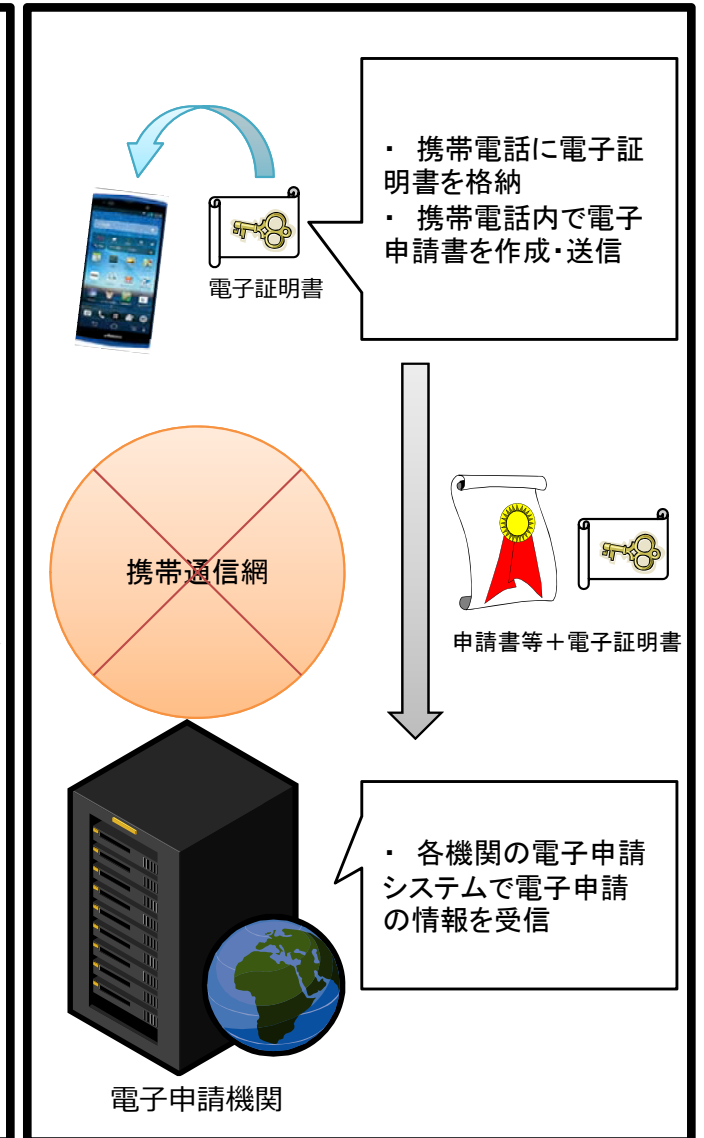 ・ 携帯電話に電子証
明書を格納
・ 携帯電話内で電子
申請書を作成・送信
電子証明書
携帯通信網
申請書等＋電子証明書
・ 各機関の電子申請
システムで電子申請
の情報を受信
電子申請機関